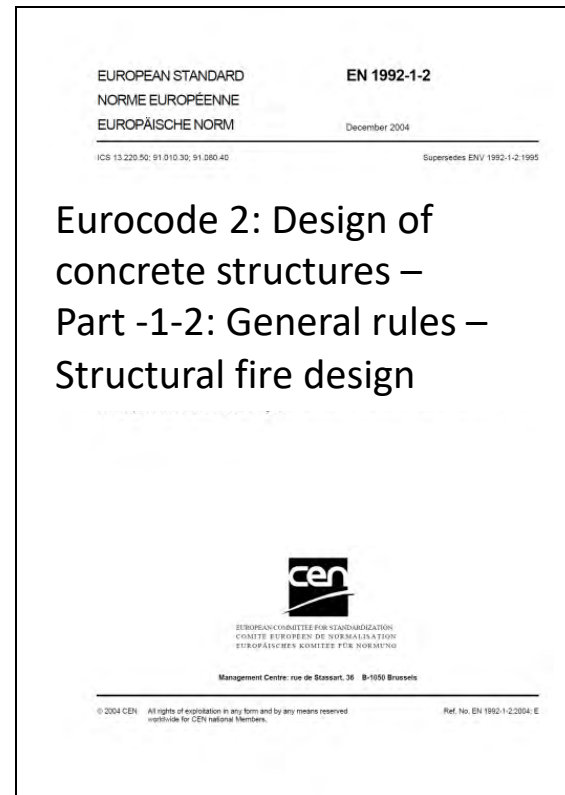 EUROPEAN STANDARD
NORME EUROPÉENNE
EUROPÄISCHE NORM
EN 1992-1-2
December 2004
ICS 13.220.50; 91.010.30; 91.080.40
Supersedes ENV 1992-1-2:1995
Eurocode 2: Design of
concrete structures –
Part -1-2: General rules –
Structural fire design
cen
EUROPEAN COMMITTEE FOR STANDARDIZATION
COMITÉ EUROPÉEN DE NORMALISATION
EUROPÄISCHES KOMITEE FÜR NORMUNG
Management Centre: rue de Stassart, 36 B-1050 Brussels
© 2004 CEN All rights of exploitation in any form and by any means reserved
worldwide for CEN national Members.
Ref. No. EN 1992-1-2:2004: E